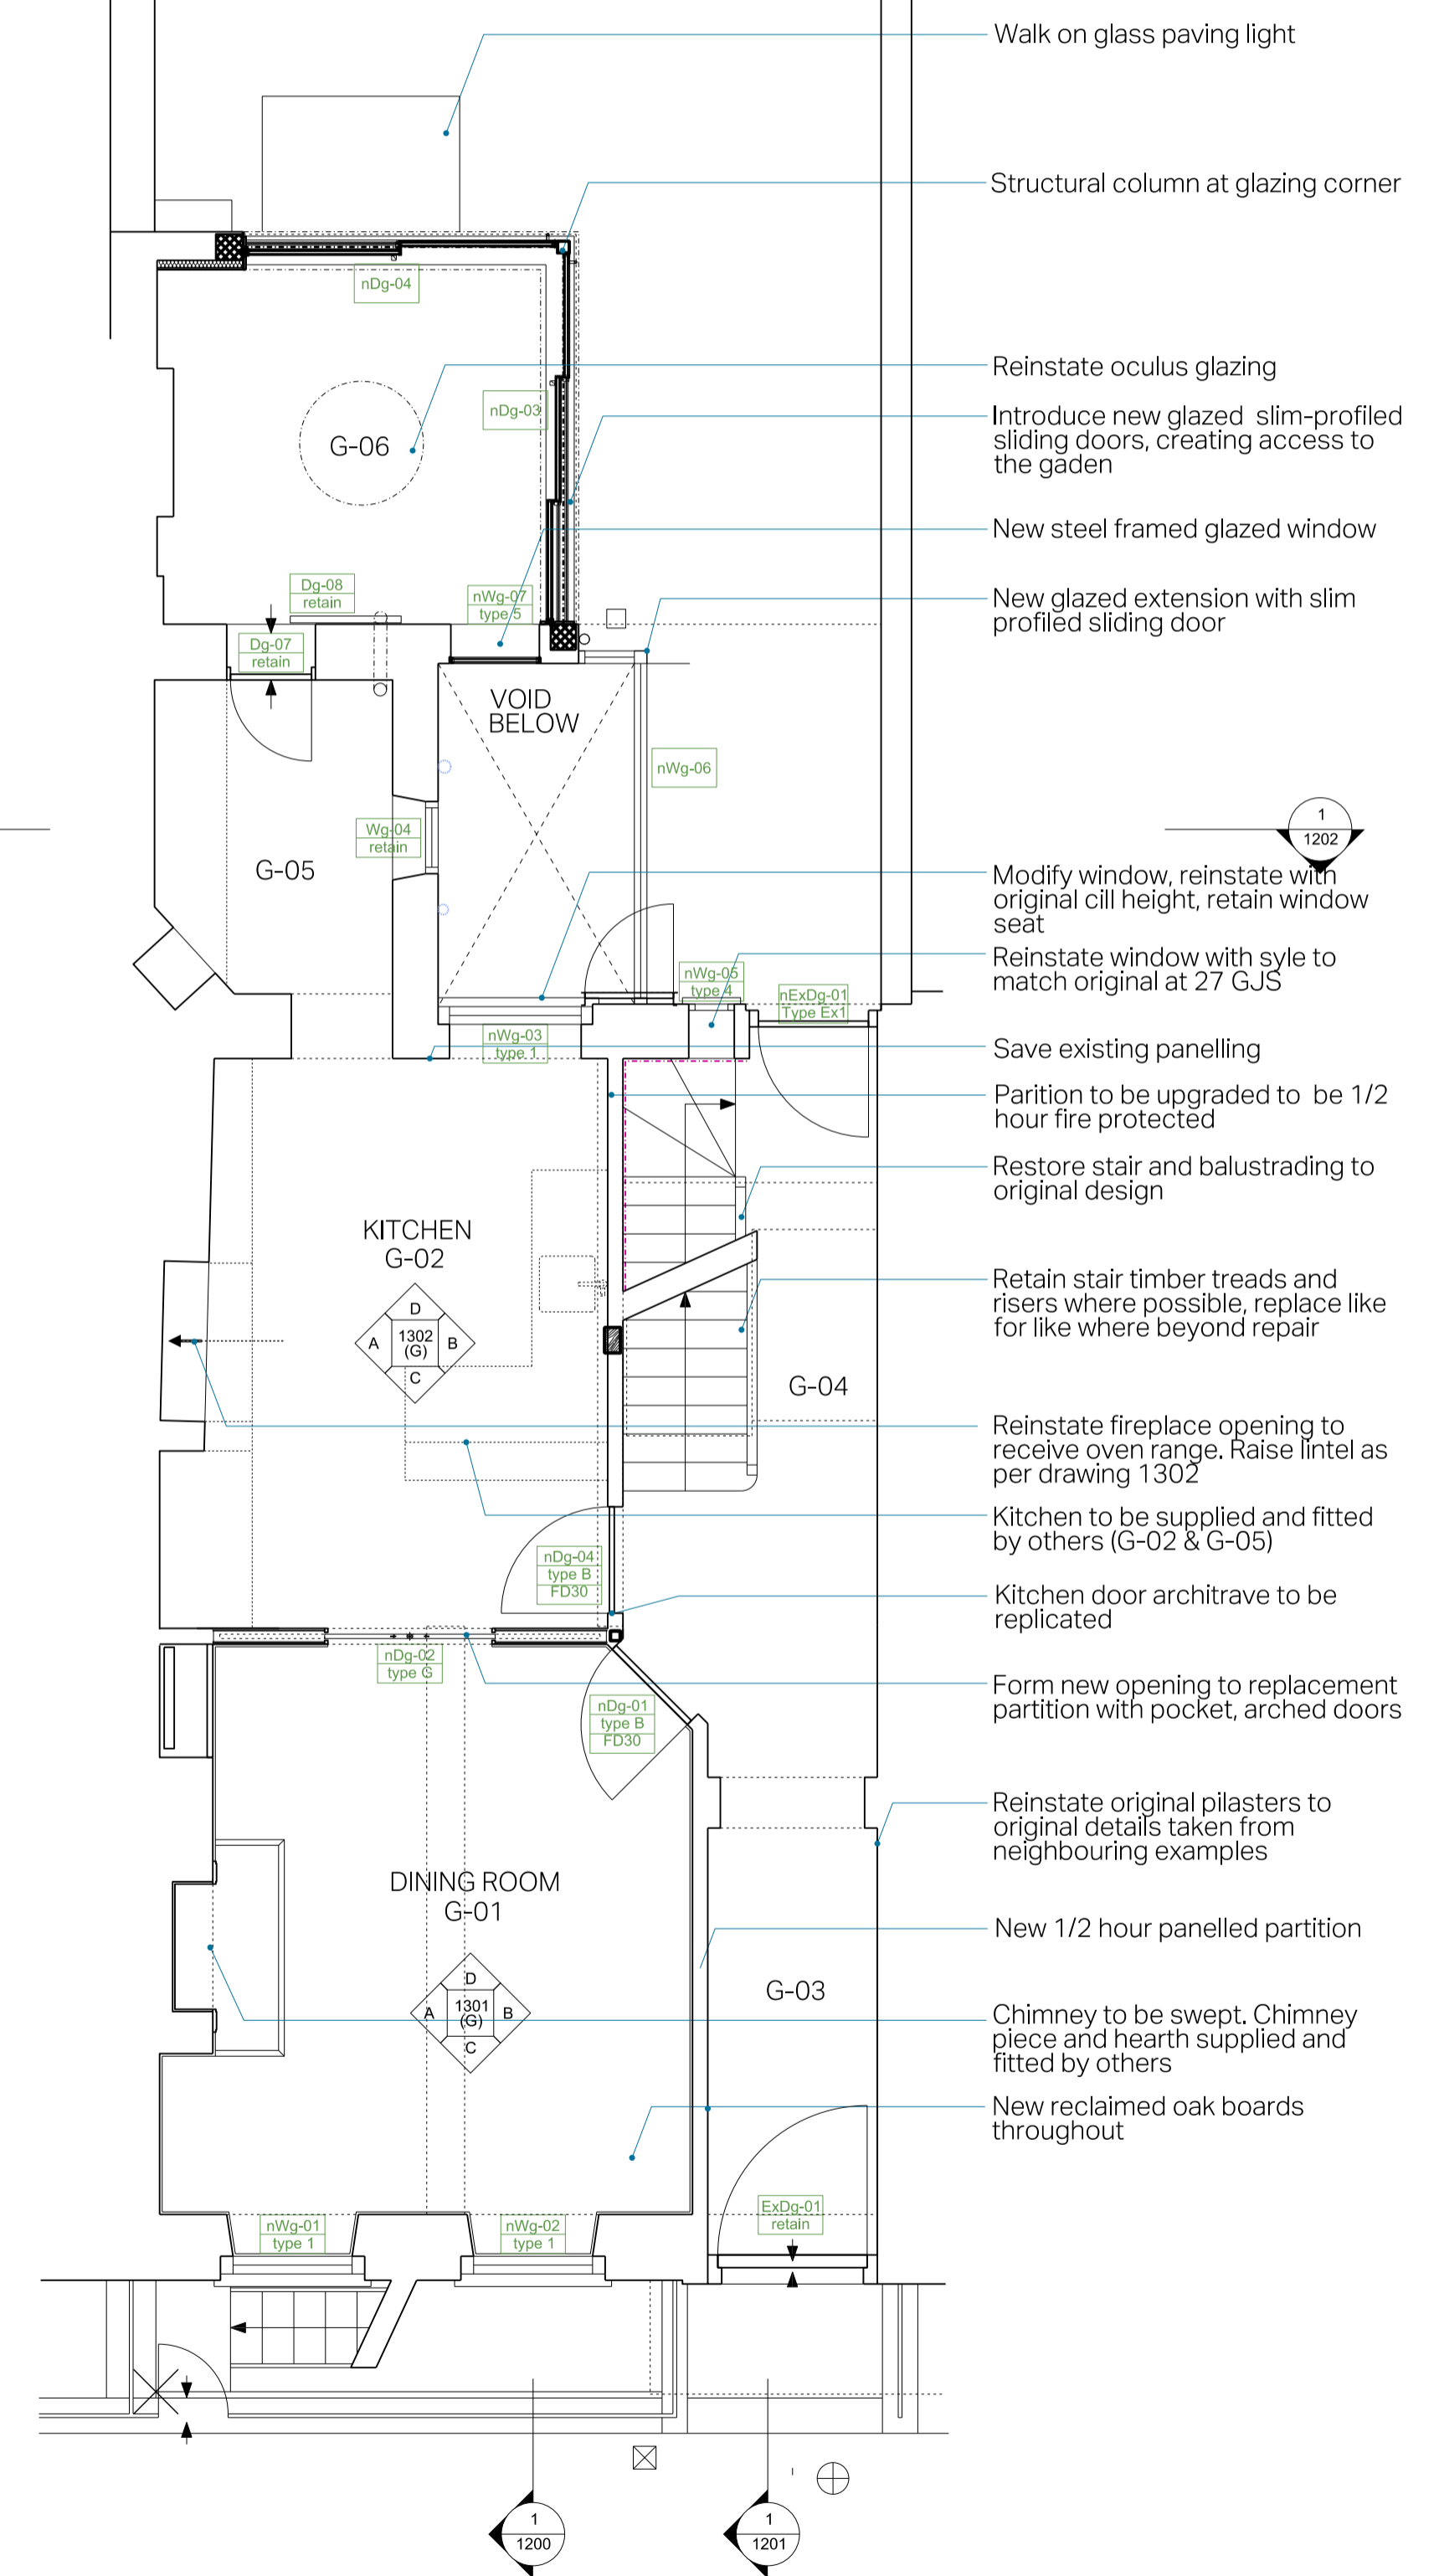 Walk on glass paving light
Structural column at glazing corner
nDg-04
Reinstate oculus glazing
nDg-03
Introduce new glazed slim-profiled
sliding doors, creating access to
the gaden
G-06
New steel framed glazed window
Dg-08
retain
nWg-07
type 5
New glazed extension with slim
profiled sliding door
Dg-07
retain
VOID
BELOW
nWg-06
1
1202
Wg-04
retain
G-05
Modify window, reinstate with
original cill height, retain window
seat
Reinstate window with syle to
match original at 27 GJS
nWg-05
type 4
nExDg-01
Type Ex1
nWg-03
type 1
Save existing panelling
Parition to be upgraded to be 1/2
hour fire protected
Restore stair and balustrading to
original design
KITCHEN
G-02
Retain stair timber treads and
risers where possible, replace like
for like where beyond repair
D
A
1302
(G)
B
C
G-04
Reinstate fireplace opening to
receive oven range. Raise lintel as
per drawing 1302
Kitchen to be supplied and fitted
by others (G-02 & G-05)
nDg-04
type B
FD30
Kitchen door architrave to be
replicated
nDg-02
type G
Form new opening to replacement
partition with pocket, arched doors
nDg-01
type B
FD30
Reinstate original pilasters to
original details taken from
neighbouring examples
DINING ROOM
G-01
New 1/2 hour panelled partition
G-03
D
A
1301
(G)
B
C
Chimney to be swept. Chimney
piece and hearth supplied and
fitted by others
New reclaimed oak boards
throughout
ExDg-01
retain
nWg-01
type 1
nWg-02
type 1
1
1200
1
1201